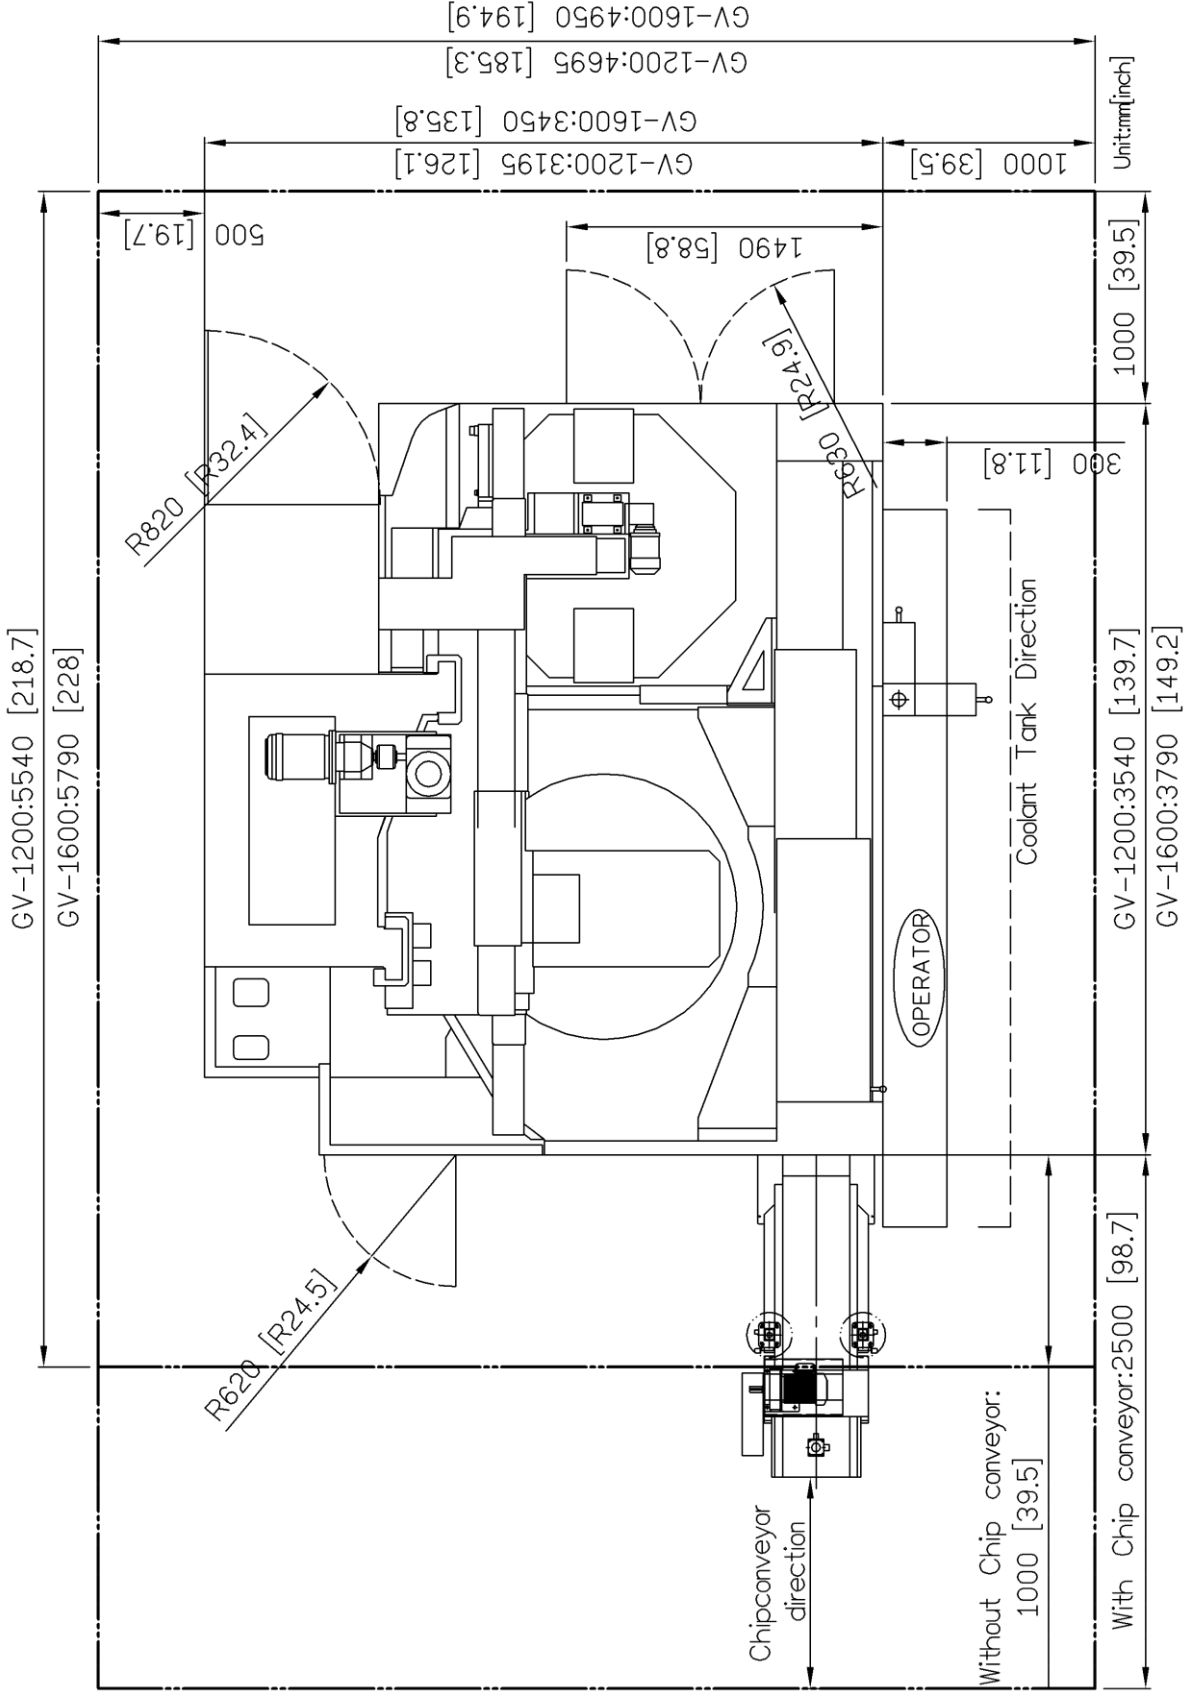 GV-1600:4950 [194.9]
GV-1200:4695 [185.3]
GV-1600:3450 [135.8]
GV-1200:3195 [126.1]
1000 [39.5]
Unit:mm[inch]
500 [19.7]
1490 [58.8]
R630 [R24.9]
1000 [39.5]
R820 [R32.4]
300 [11.8]
GV-1200:5540 [218.7]
GV-1600:5790 [228]
Coolant Tank Direction
OPERATOR
GV-1200:3540 [139.7]
GV-1600:3790 [149.2]
R620 [R24.5]
Chipconveyor
direction
Without Chip conveyor:
1000 [39.5]
With Chip conveyor:2500 [98.7]